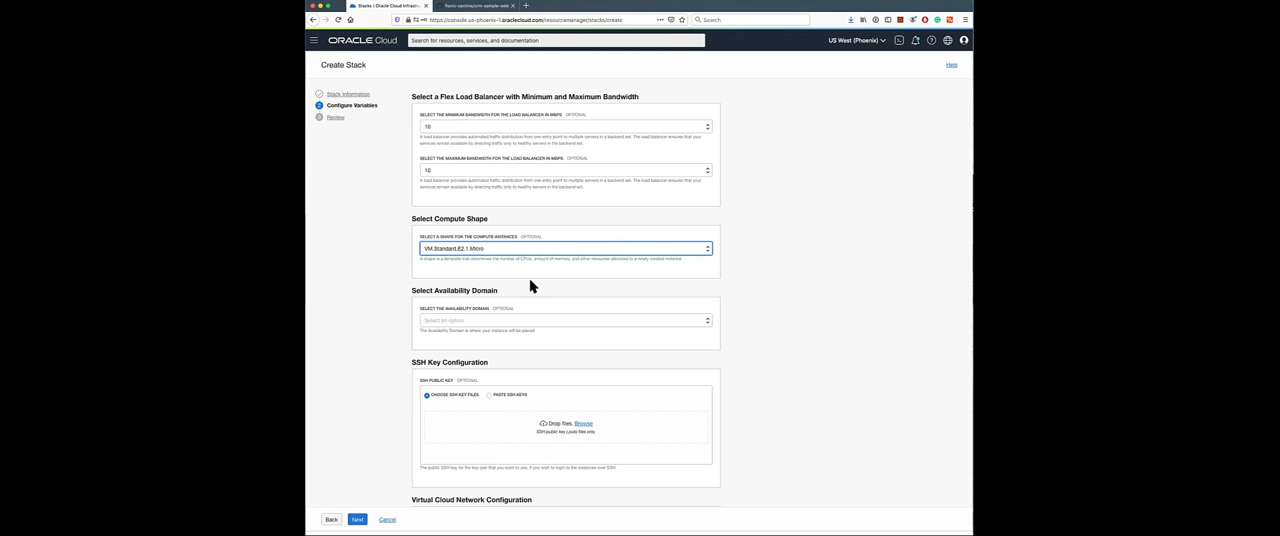 Stacks | Oracle Cloud Infrastr
flavio-santino/crm-sample-web
https://console.us-phoenix-1.oraclecloud.com/resourcemanager/stacks/create
Search
ORACLE Cloud
Search for resources, services, and documentation
US West (Phoenix)
Create Stack
Help
Stack Information
2 Configure Variables
3 Review
Select a Flex Load Balancer with Minimum and Maximum Bandwidth
SELECT THE MINIMUM BANDWIDTH FOR THE LOAD BALANCER IN MBPS OPTIONAL
10
A load balancer provides automated traffic distribution from one entry point to multiple servers in a backend set. The load balancer ensures that your
services remain available by directing traffic only to healthy servers in the backend set.
SELECT THE MAXIMUM BANDWIDTH FOR THE LOAD BALANCER IN MBPS OPTIONAL
10
A load balancer provides automated traffic distribution from one entry point to multiple servers in a backend set. The load balancer ensures that your
services remain available by directing traffic only to healthy servers in the backend set.
Select Compute Shape
SELECT A SHAPE FOR THE COMPUTE INSTANCES OPTIONAL
VM.Standard.E2.1.Micro
A shape is a template that determines the number of CPUs, amount of memory, and other resources allocated to a newly created instance.
Select Availability Domain
SELECT THE AVAILABILITY DOMAIN OPTIONAL
Select an option
The Availability Domain is where your instance will be placed
SSH Key Configuration
SSH PUBLIC KEY OPTIONAL
CHOOSE SSH KEY FILES PASTE SSH KEYS
Drop files. Browse
SSH public key (.pub) files only.
The public SSH key for the key-pair that you want to use, if you wish to login to the instances over SSH.
Virtual Cloud Network Configuration
Back Next Cancel